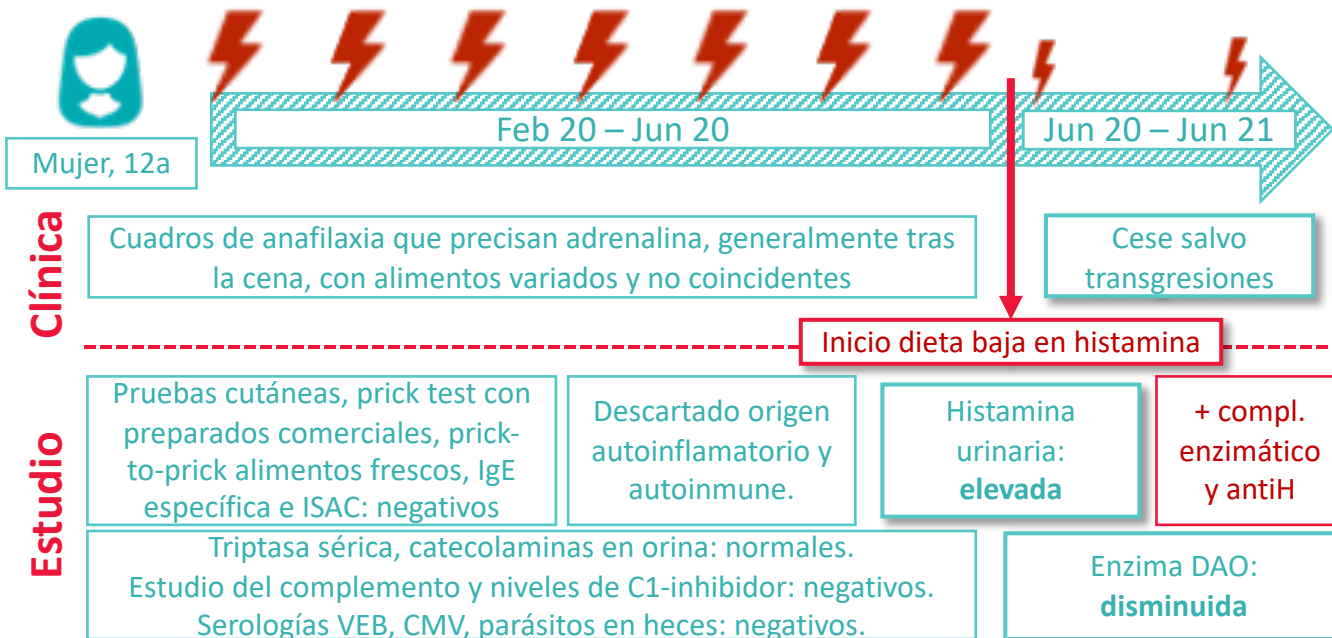 Feb 20 – Jun 20
Jun 20 – Jun 21
Mujer, 12a
Clínica
Cuadros de anafilaxia que precisan adrenalina, generalmente tras
la cena, con alimentos variados y no coincidentes
Cese salvo
transgresiones
Inicio dieta baja en histamina
Estudio
Pruebas cutáneas, prick test con
preparados comerciales, prick-
to-prick alimentos frescos, IgE
específica e ISAC: negativos
Descartado origen
autoinflamatorio y
autoinmune.
Histamina
urinaria:
elevada
+ compl.
enzimático
y antiH
Triptasa sérica, catecolaminas en orina: normales.
Estudio del complemento y niveles de C1-inhibidor: negativos.
Serologías VEB, CMV, parásitos en heces: negativos.
Enzima DAO:
disminuida